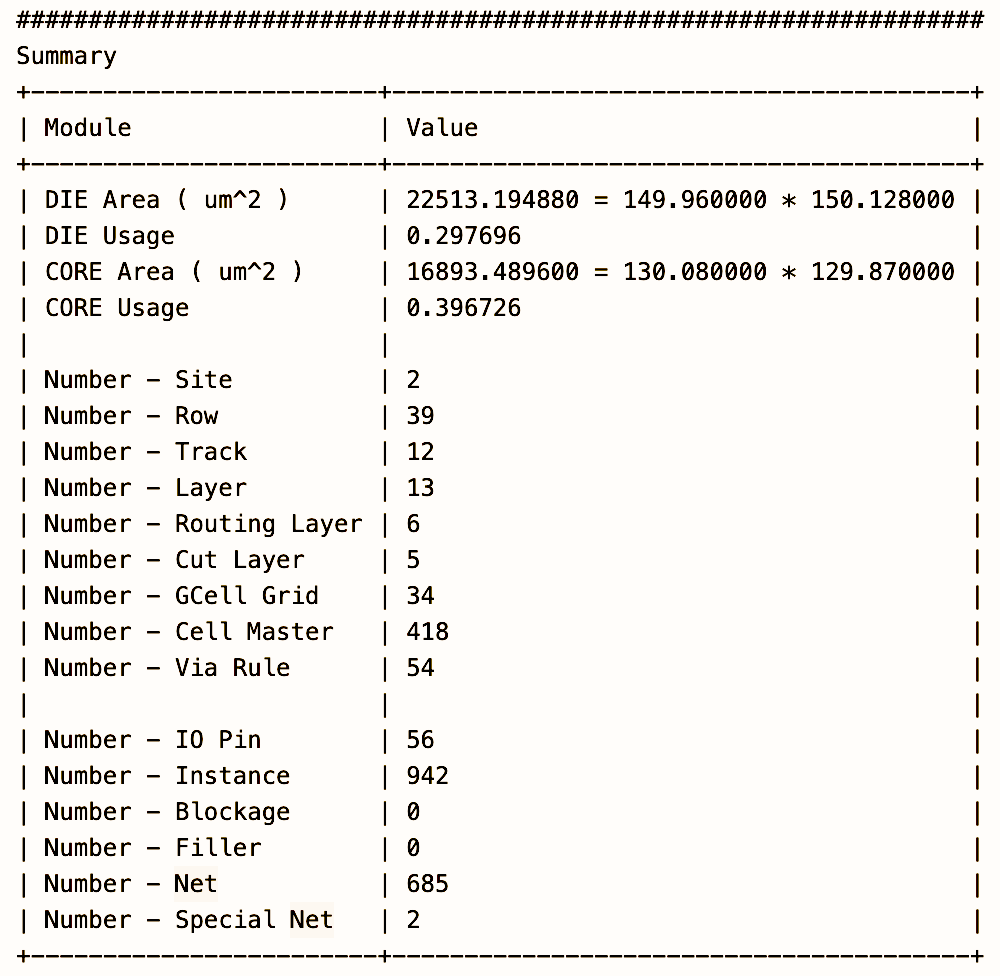 ###################################################################
Summary
+------------------------+----------------------------------------+
| Module                 | Value                                  |
+------------------------+----------------------------------------+
| DIE Area ( um^2 )      | 22513.194880 = 149.960000 * 150.128000 |
| DIE Usage              | 0.297696                               |
| CORE Area ( um^2 )     | 16893.489600 = 130.080000 * 129.870000 |
| CORE Usage             | 0.396726                               |
|                        |                                        |
| Number - Site          | 2                                      |
| Number - Row           | 39                                     |
| Number - Track         | 12                                     |
| Number - Layer         | 13                                     |
| Number - Routing Layer | 6                                      |
| Number - Cut Layer     | 5                                      |
| Number - GCell Grid    | 34                                     |
| Number - Cell Master   | 418                                    |
| Number - Via Rule      | 54                                     |
|                        |                                        |
| Number - IO Pin        | 56                                     |
| Number - Instance      | 942                                    |
| Number - Blockage      | 0                                      |
| Number - Filler        | 0                                      |
| Number - Net           | 685                                    |
| Number - Special Net   | 2                                      |
+------------------------+----------------------------------------+